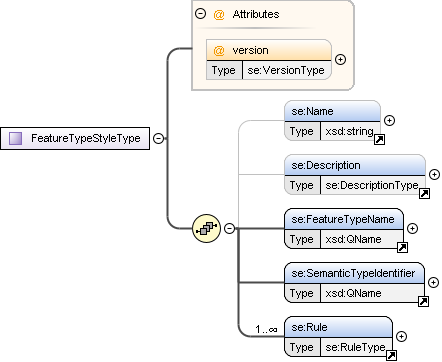 @ Attributes
@ version
Type se:VersionType
FeatureTypeStyleType
se:Name
Type xsd:string
se:Description
Type se:DescriptionType
se:FeatureTypeName
Type xsd:QName
se:SemanticTypeIdentifier
Type xsd:QName
1..∞
se:Rule
Type se:RuleType